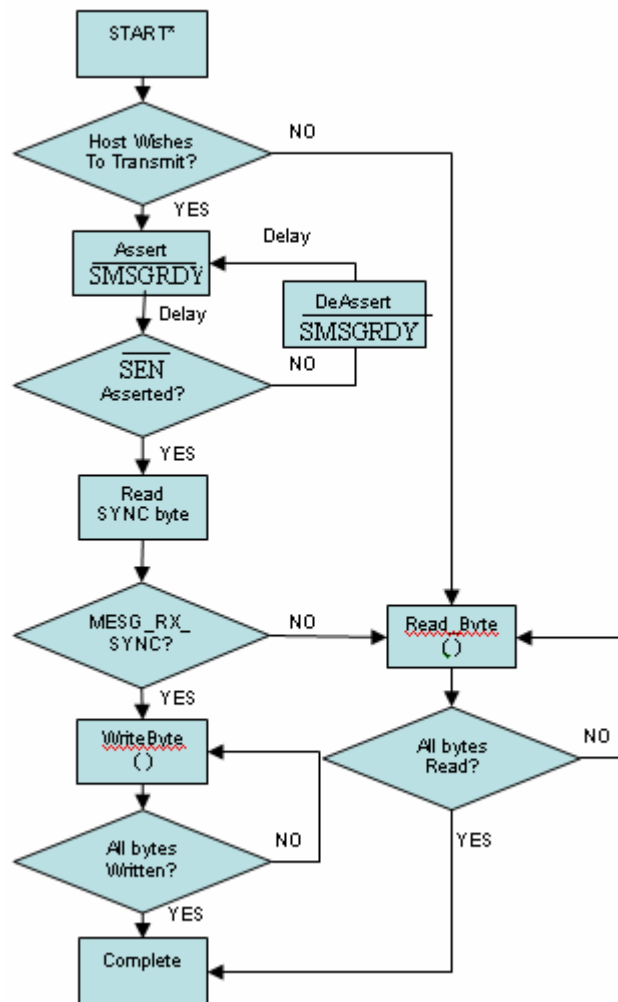 START*
Host Wishes
To Transmit?
NO
YES
Assert
SMSGRDY
Delay
DeAssert
SMSGRDY
Delay
SEN
Asserted?
NO
YES
Read
SYNC byte
MESG_RX_
SYNC?
NO
Read_Byte
()
YES
WriteByte
()
All bytes
Read?
NO
All bytes
Written?
NO
YES
YES
Complete